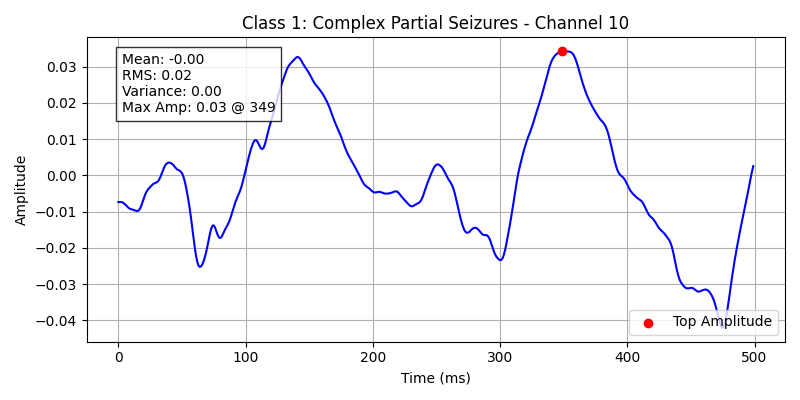 Class 1: Complex Partial Seizures - Channel 10
Mean: -0.00
RMS: 0.02
Variance: 0.00
Max Amp: 0.03 @ 349
0.03
0.02
0.01
0.00
−0.01
−0.02
−0.03
−0.04
Amplitude
Top Amplitude
0 100 200 300 400 500
Time (ms)